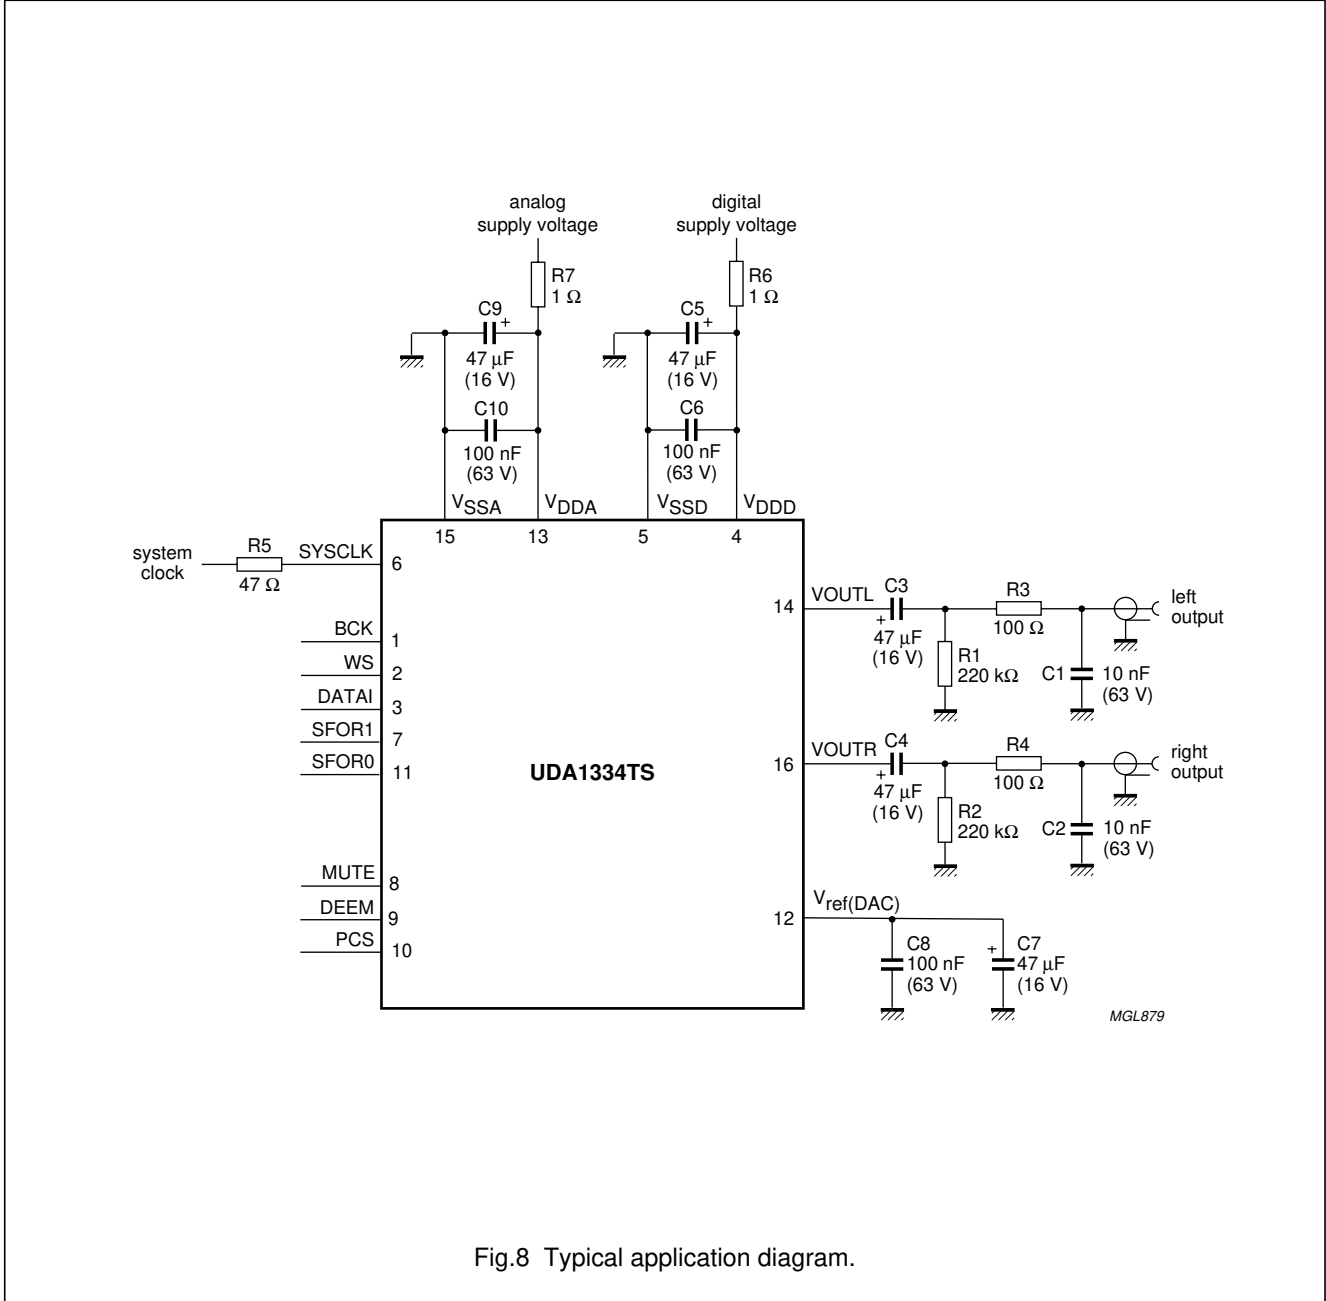 analog
supply voltage
digital
supply voltage
R7
1 Ω
R6
1 Ω
C9
+
47 μF
(16 V)
C5
+
47 μF
(16 V)
C10
100 nF
(63 V)
C6
100 nF
(63 V)
VSSA
VDDA
VSSD
VDDD
15
13
5
4
system
clock
R5
47 Ω
SYSCLK
6
BCK
1
WS
2
DATAI
3
SFOR1
7
SFOR0
11
MUTE
8
DEEM
9
PCS
10
UDA1334TS
14
VOUTL
C3
+
47 μF
(16 V)
R1
220 kΩ
R3
100 Ω
C1
10 nF
(63 V)
left
output
16
VOUTR
C4
+
47 μF
(16 V)
R2
220 kΩ
R4
100 Ω
C2
10 nF
(63 V)
right
output
12
Vref(DAC)
C8
100 nF
(63 V)
+
C7
47 μF
(16 V)
MGL879
Fig.8 Typical application diagram.